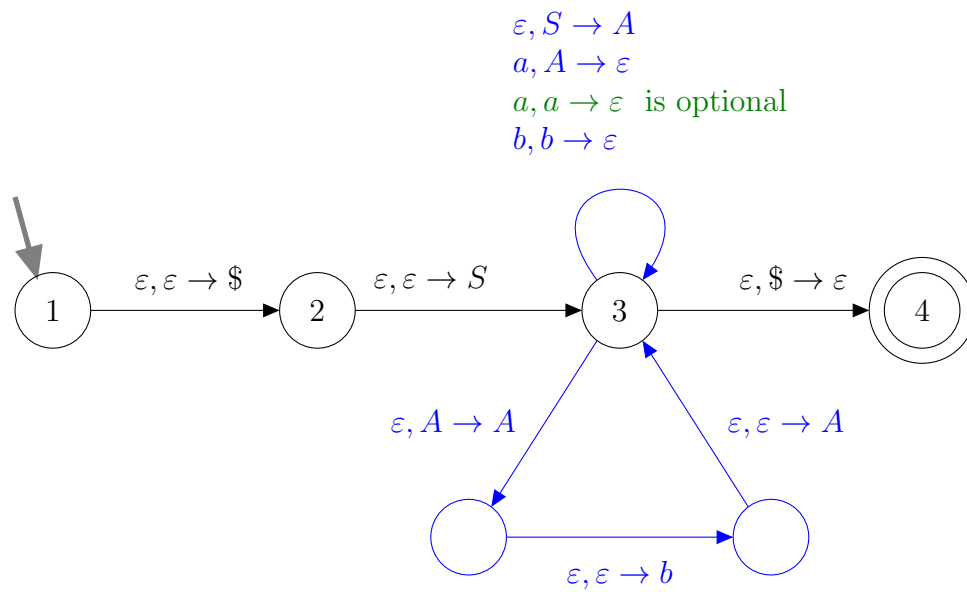 ε, S → A
a, A → ε
a, a → ε is optional
b, b → ε
ε, ε → $
ε, ε → S
ε, $ → ε
1
2
3
4
ε, A → A
ε, ε → A
ε, ε → b